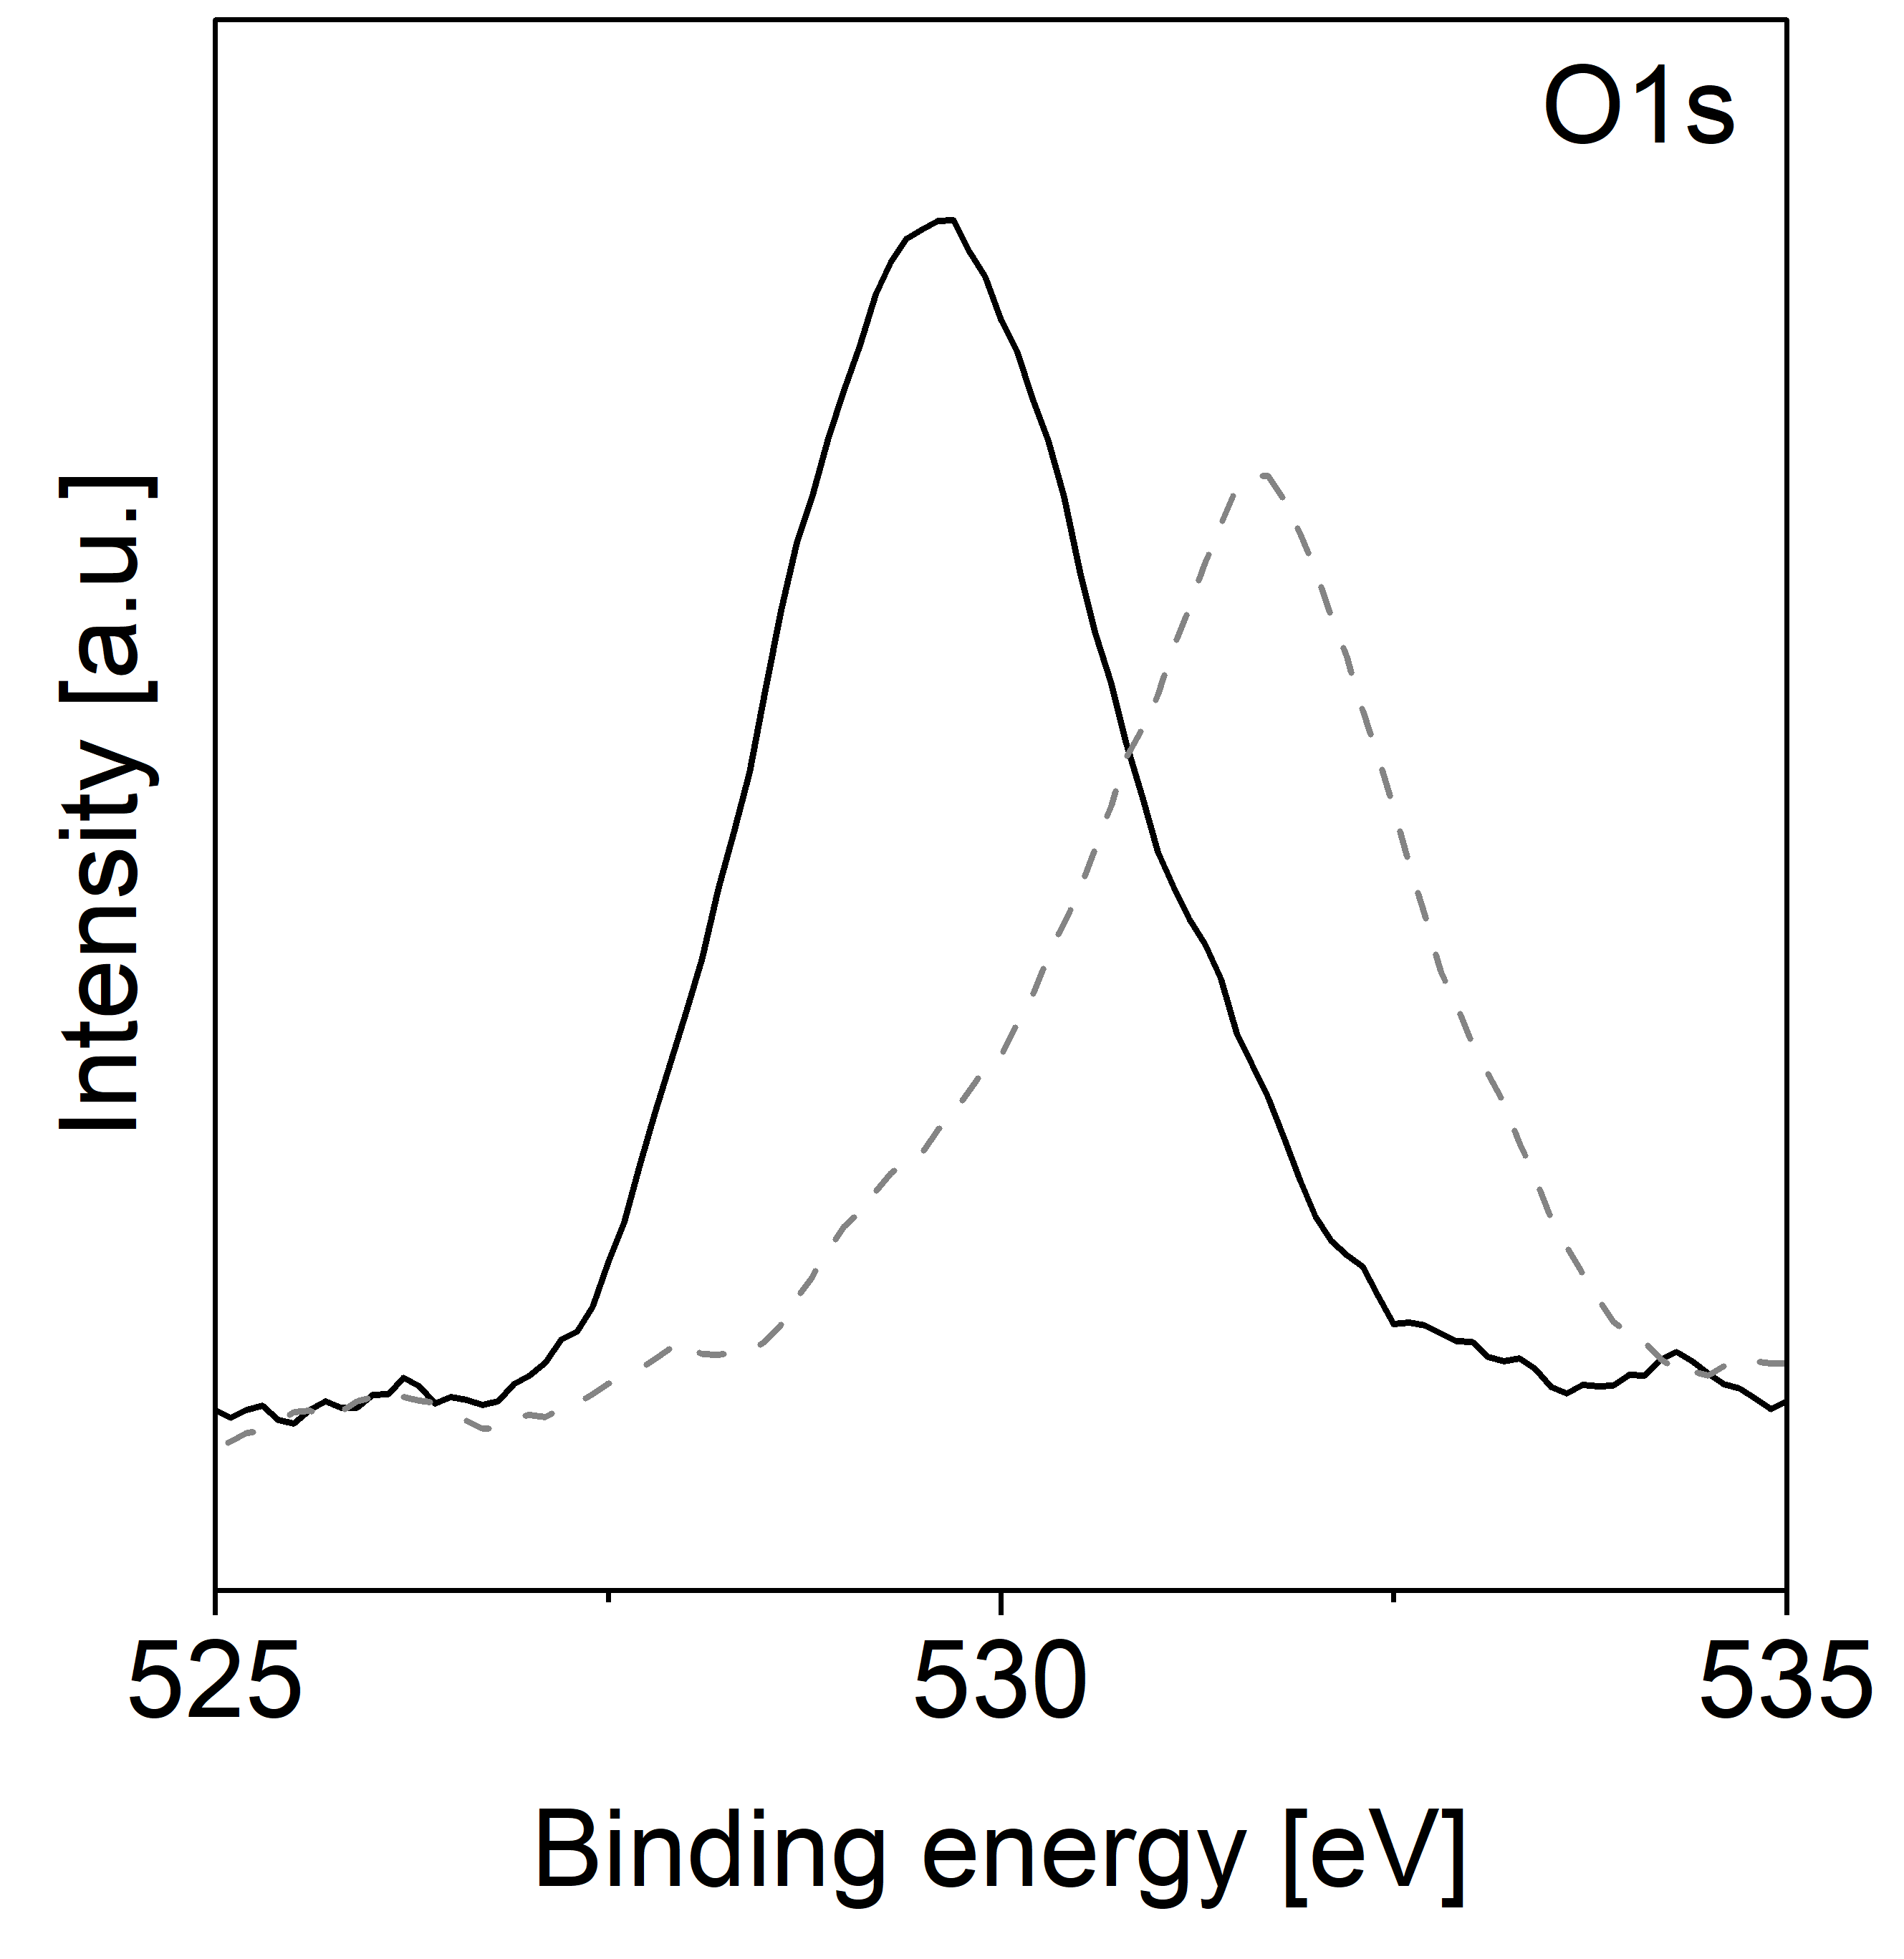 O1s
Intensity [a.u.]
525 530 535
Binding energy [eV]